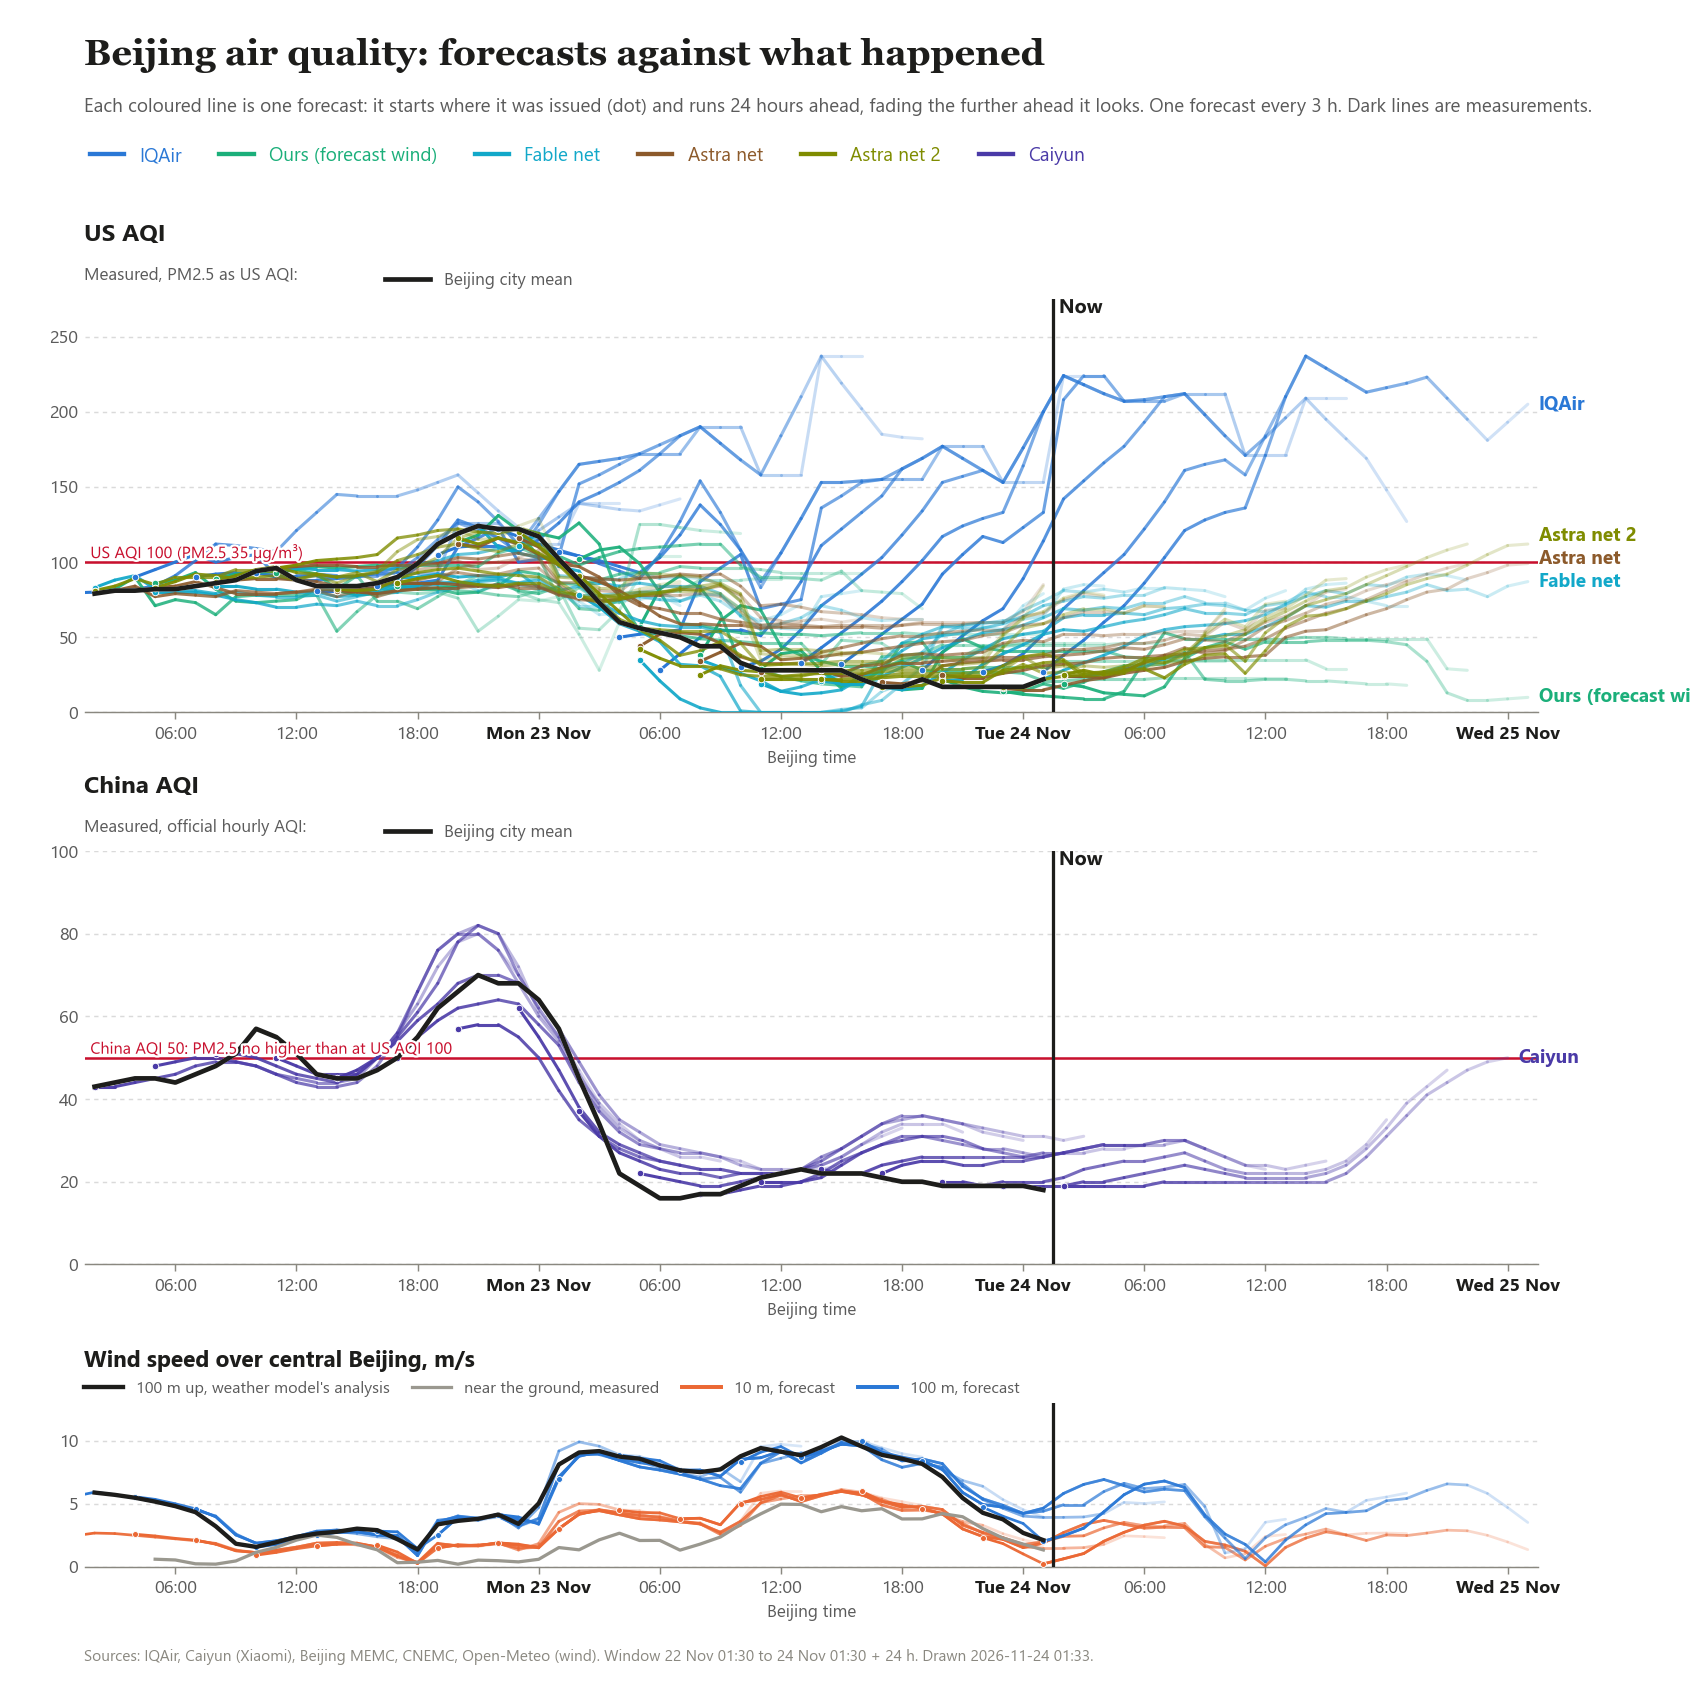 Beijing air quality: forecasts against what happened
Each coloured line is one forecast: it starts where it was issued (dot) and runs 24 hours ahead, fading the further ahead it looks. One forecast every 3 h. Dark lines are measurements.
IQAir Ours (forecast wind) Fable net Astra net Astra net 2 Caiyun
US AQI
Measured, PM2.5 as US AQI: Beijing city mean
Now
250
200
IQAir
150
Astra net 2
US AQI 100 (PM2.5 35 µg/m³)
100
Astra net
Fable net
50
Ours (forecast wi
0
06:00 12:00 18:00 Mon 23 Nov 06:00 12:00 18:00 Tue 24 Nov 06:00 12:00 18:00 Wed 25 Nov
Beijing time
China AQI
Measured, official hourly AQI: Beijing city mean
100
Now
80
60
China AQI 50: PM2.5 no higher than at US AQI 100
Caiyun
40
20
0
06:00 12:00 18:00 Mon 23 Nov 06:00 12:00 18:00 Tue 24 Nov 06:00 12:00 18:00 Wed 25 Nov
Beijing time
Wind speed over central Beijing, m/s
100 m up, weather model's analysis near the ground, measured 10 m, forecast 100 m, forecast
10
5
0
06:00 12:00 18:00 Mon 23 Nov 06:00 12:00 18:00 Tue 24 Nov 06:00 12:00 18:00 Wed 25 Nov
Beijing time
Sources: IQAir, Caiyun (Xiaomi), Beijing MEMC, CNEMC, Open-Meteo (wind). Window 22 Nov 01:30 to 24 Nov 01:30 + 24 h. Drawn 2026-11-24 01:33.